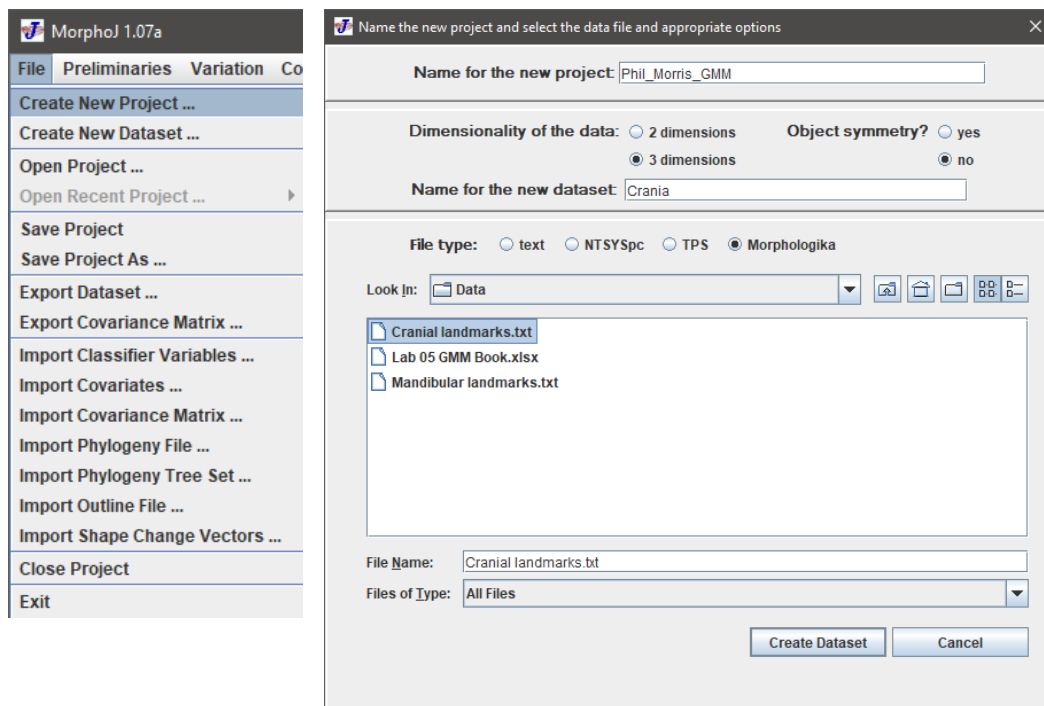 MorphoJ 1.07a
File Preliminaries Variation Co
Create New Project ...
Create New Dataset ...
Open Project ...
Open Recent Project ...
Save Project
Save Project As ...
Export Dataset ...
Export Covariance Matrix ...
Import Classifier Variables ...
Import Covariates ...
Import Covariance Matrix ...
Import Phylogeny File ...
Import Phylogeny Tree Set ...
Import Outline File ...
Import Shape Change Vectors ...
Close Project
Exit
Name the new project and select the data file and appropriate options
Name for the new project: Phil_Morris_GMM
Dimensionality of the data: 2 dimensions Object symmetry? yes
3 dimensions no
Name for the new dataset: Crania
File type: text NTSYSpc TPS Morphologika
Look In: Data
Cranial landmarks.txt
Lab 05 GMM Book.xlsx
Mandibular landmarks.txt
File Name: Cranial landmarks.txt
Files of Type: All Files
Create Dataset Cancel